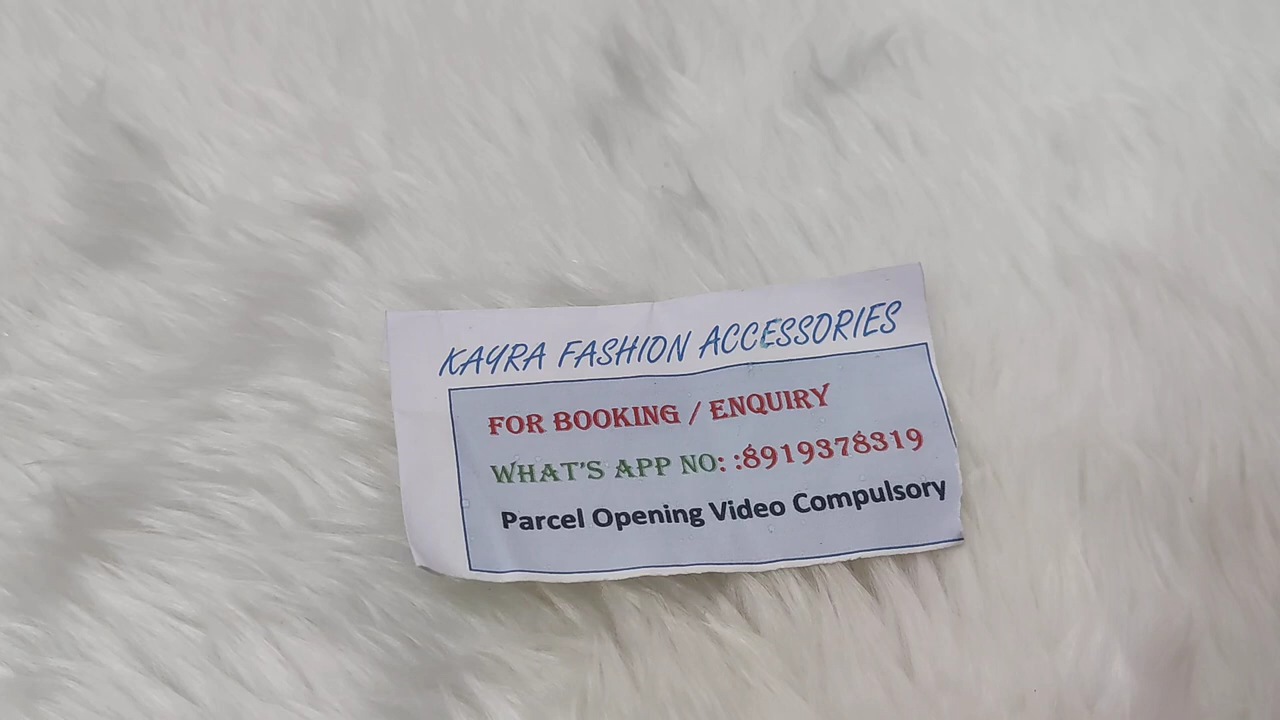 KAYRA FASHION ACCESSORIES
FOR BOOKING / ENQUIRY
WHAT'S APP NO: :8919378319
Parcel Opening Video Compulsory